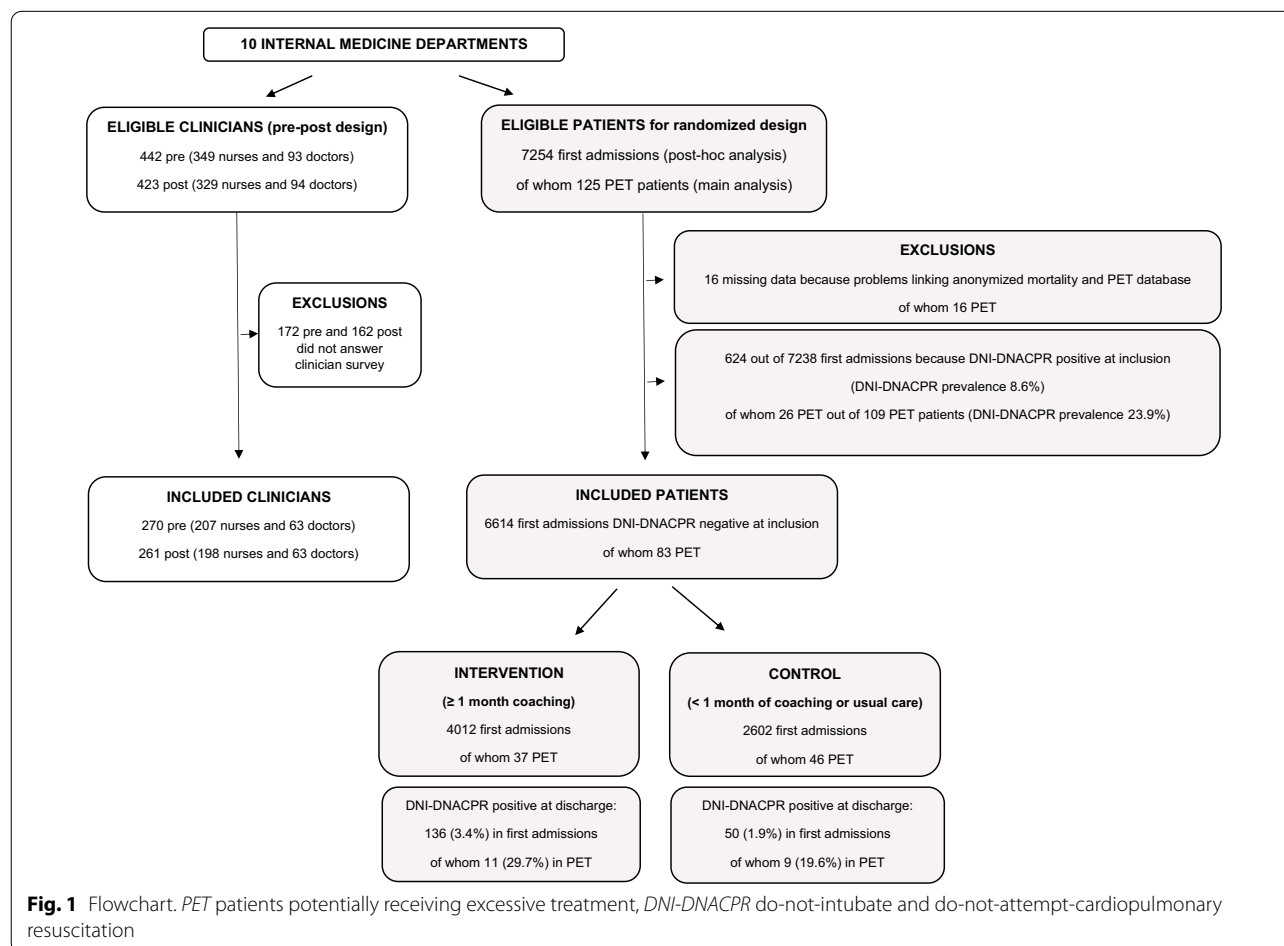 10 INTERNAL MEDICINE DEPARTMENTS
ELIGIBLE CLINICIANS (pre-post design)
442 pre (349 nurses and 93 doctors)
423 post (329 nurses and 94 doctors)
ELIGIBLE PATIENTS for randomized design
7254 first admissions (post-hoc analysis)
of whom 125 PET patients (main analysis)
EXCLUSIONS
172 pre and 162 post
did not answer
clinician survey
EXCLUSIONS
16 missing data because problems linking anonymized mortality and PET database
of whom 16 PET
624 out of 7238 first admissions because DNI-DNACPR positive at inclusion
(DNI-DNACPR prevalence 8.6%)
of whom 26 PET out of 109 PET patients (DNI-DNACPR prevalence 23.9%)
INCLUDED CLINICIANS
270 pre (207 nurses and 63 doctors)
261 post (198 nurses and 63 doctors)
INCLUDED PATIENTS
6614 first admissions DNI-DNACPR negative at inclusion
of whom 83 PET
INTERVENTION
(≥ 1 month coaching)
4012 first admissions
of whom 37 PET
CONTROL
(< 1 month of coaching or usual care)
2602 first admissions
of whom 46 PET
DNI-DNACPR positive at discharge:
136 (3.4%) in first admissions
of whom 11 (29.7%) in PET
DNI-DNACPR positive at discharge:
50 (1.9%) in first admissions
of whom 9 (19.6%) in PET
Fig. 1 Flowchart. PET patients potentially receiving excessive treatment, DNI-DNACPR do-not-intubate and do-not-attempt-cardiopulmonary
resuscitation